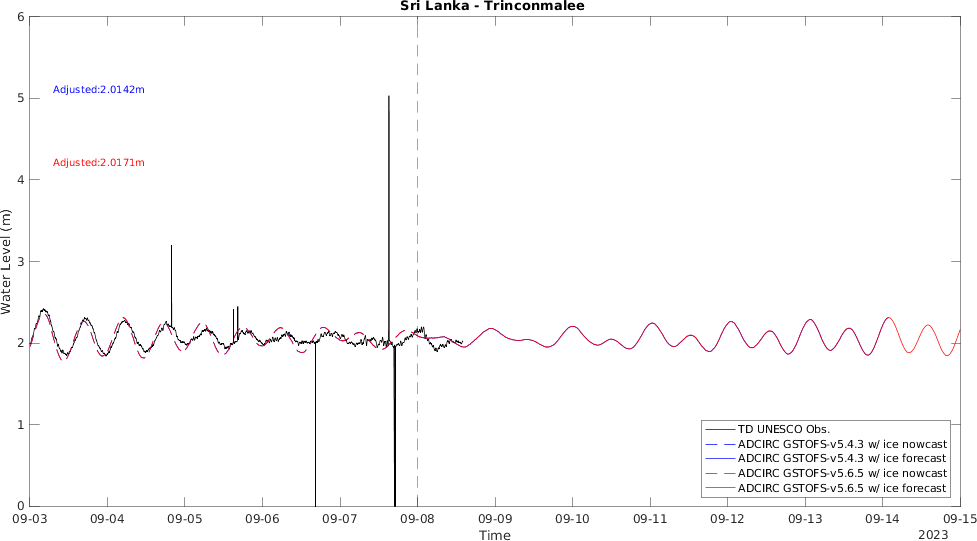 Sri Lanka - Trinconmalee
Water Level (m)
6
5
4
3
2
1
0
Adjusted:2.0142m
Adjusted:2.0171m
TD UNESCO Obs.
ADCIRC GSTOFS-v5.4.3 w/ ice nowcast
ADCIRC GSTOFS-v5.4.3 w/ ice forecast
ADCIRC GSTOFS-v5.6.5 w/ ice nowcast
ADCIRC GSTOFS-v5.6.5 w/ ice forecast
09-03 09-04 09-05 09-06 09-07 09-08 09-09 09-10 09-11 09-12 09-13 09-14 09-15
Time
2023